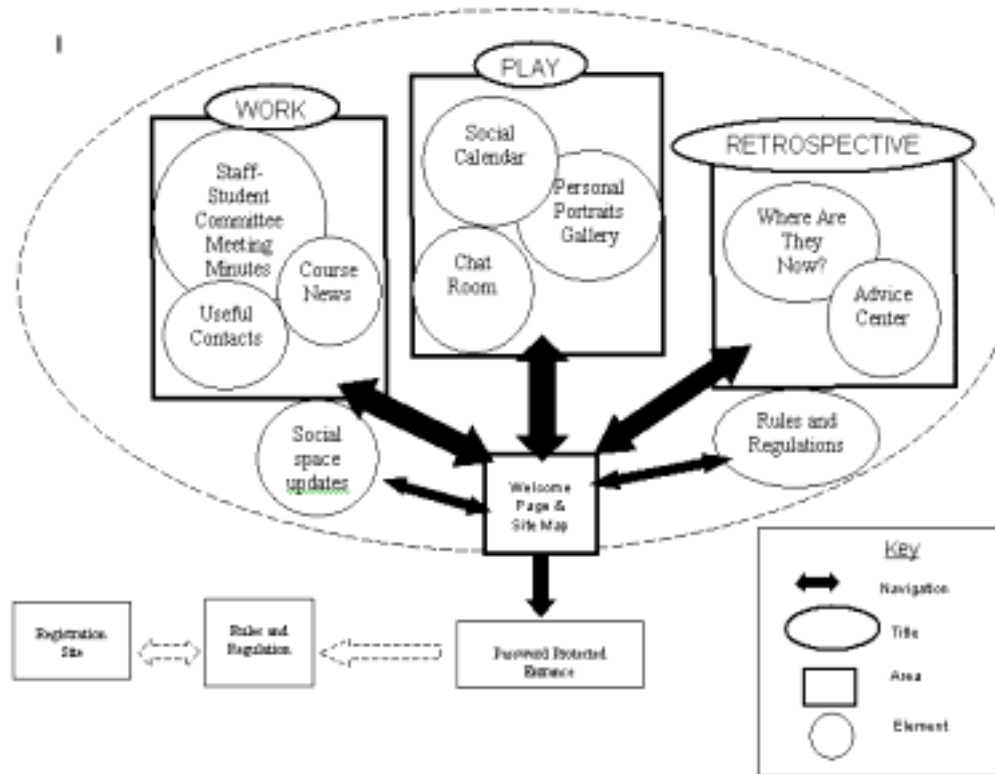 WORK
Staff-
Student
Committee
Meeting
Minutes
Course
News
Useful
Contacts
PLAY
Social
Calendar
Personal
Portraits
Gallery
Chat
Room
RETROSPECTIVE
Where Are
They
Now?
Advice
Center
Social
space
updates
Rules and
Regulations
Welcome
Page &
Site Map
Registration
Site
Rules and
Regulation
Password Protected
Entrance
Key
Navigation
Title
Area
Element